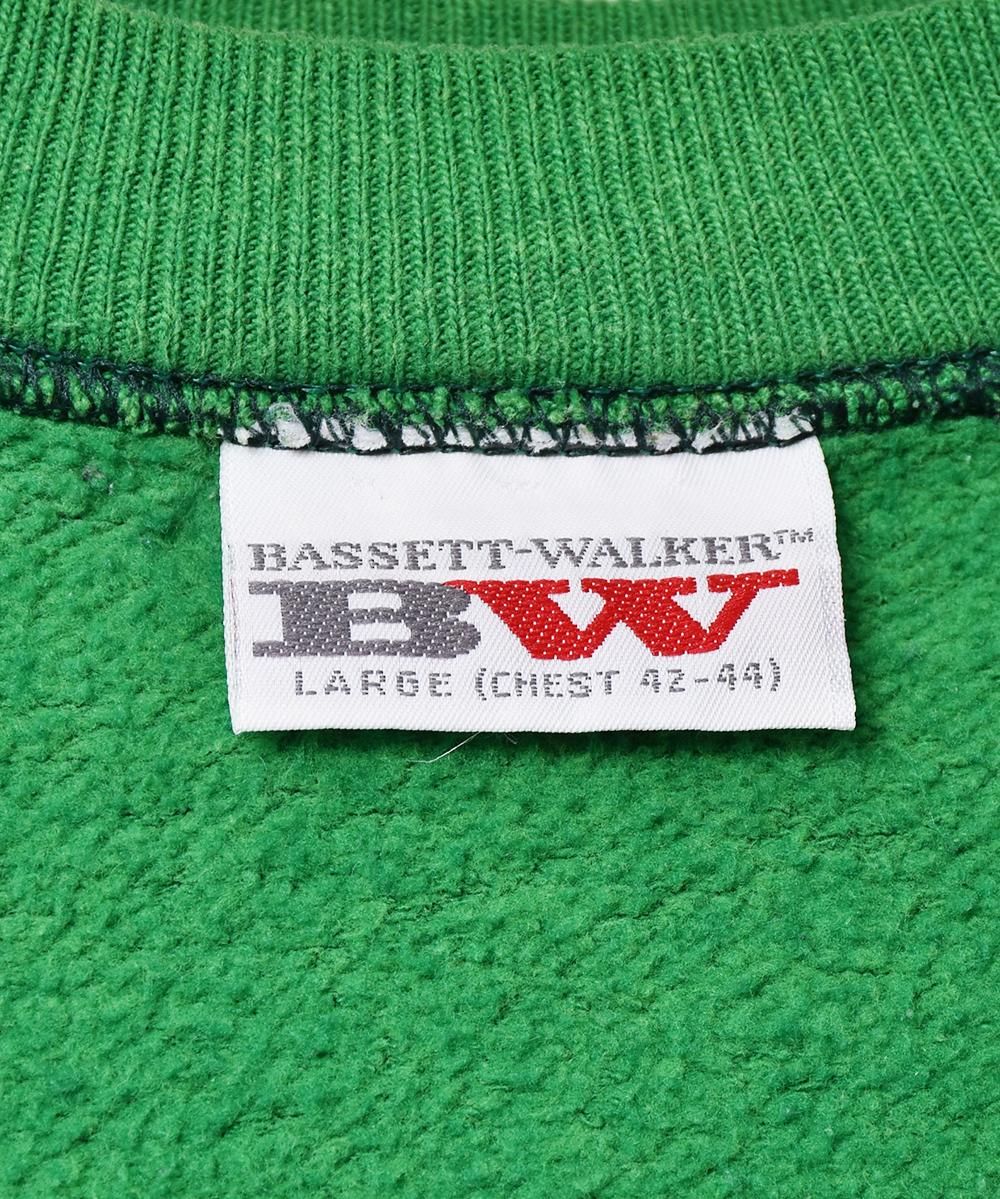 BASSETT-WALKER™
BW
LARGE (CHEST 42-44)